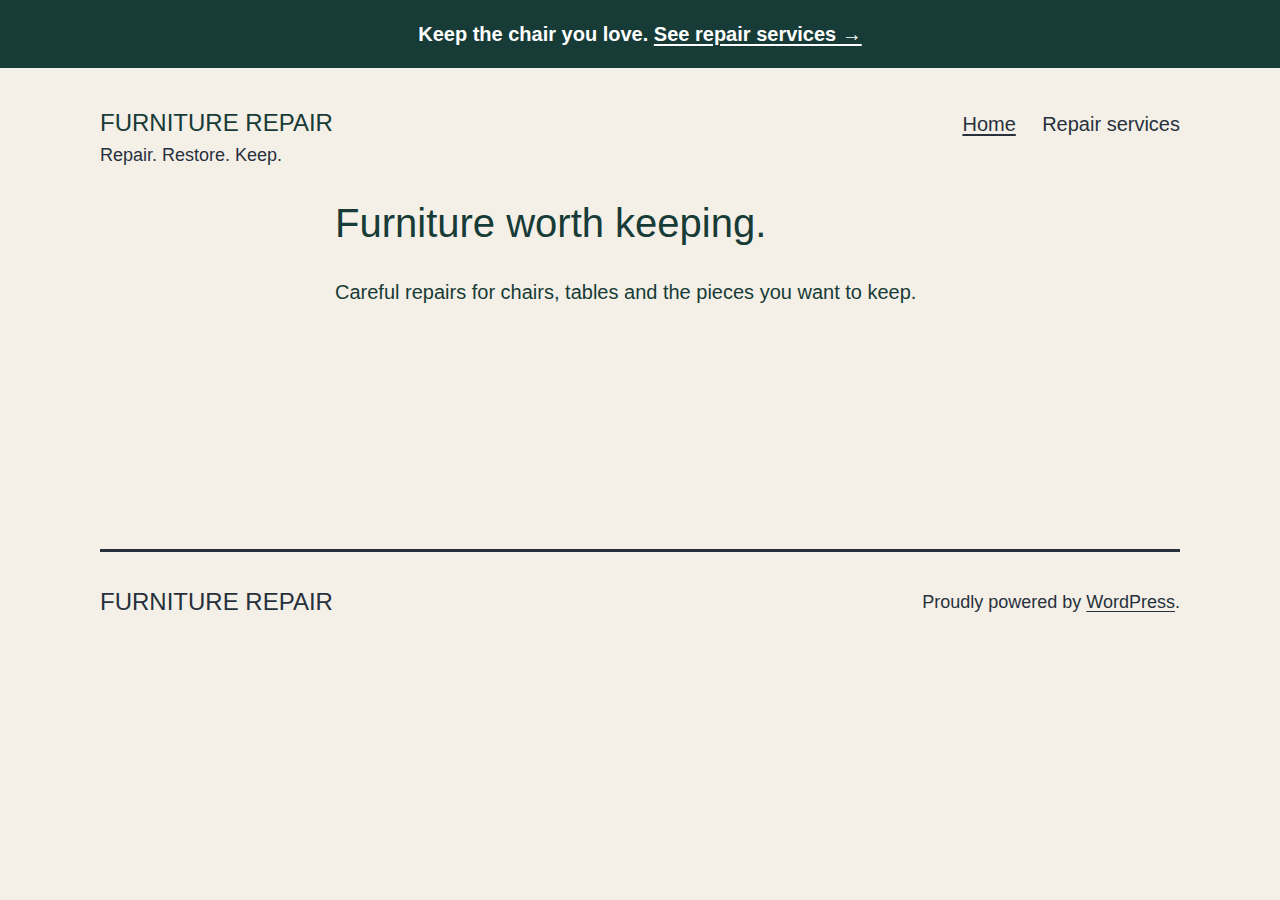 Keep the chair you love. See repair services →
FURNITURE REPAIR
Home Repair services
Repair. Restore. Keep.
Furniture worth keeping.
Careful repairs for chairs, tables and the pieces you want to keep.
FURNITURE REPAIR
Proudly powered by WordPress.